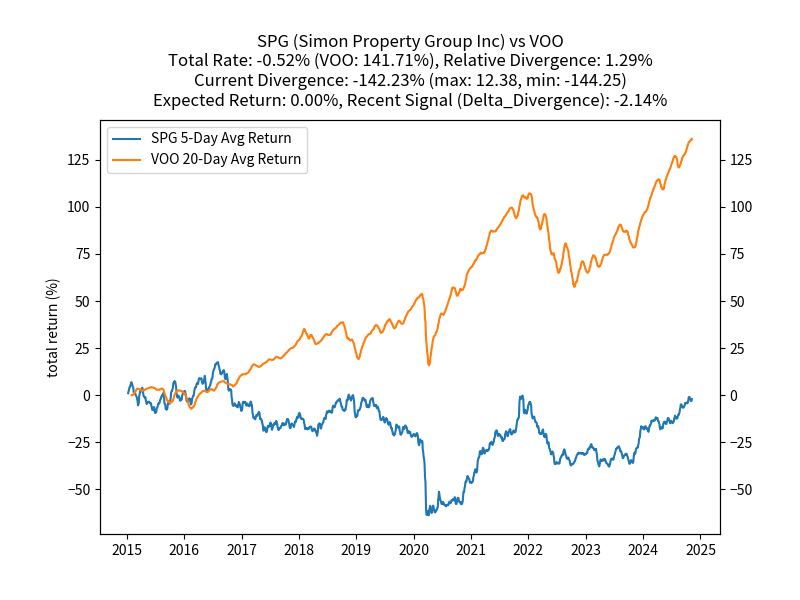 SPG (Simon Property Group Inc) vs VOO
Total Rate: -0.52% (VOO: 141.71%), Relative Divergence: 1.29%
Current Divergence: -142.23% (max: 12.38, min: -144.25)
Expected Return: 0.00%, Recent Signal (Delta_Divergence): -2.14%
SPG 5-Day Avg Return
VOO 20-Day Avg Return
total return (%)
125
100
75
50
25
0
−25
−50
125
100
75
50
25
0
−25
−50
2015 2016 2017 2018 2019 2020 2021 2022 2023 2024 2025